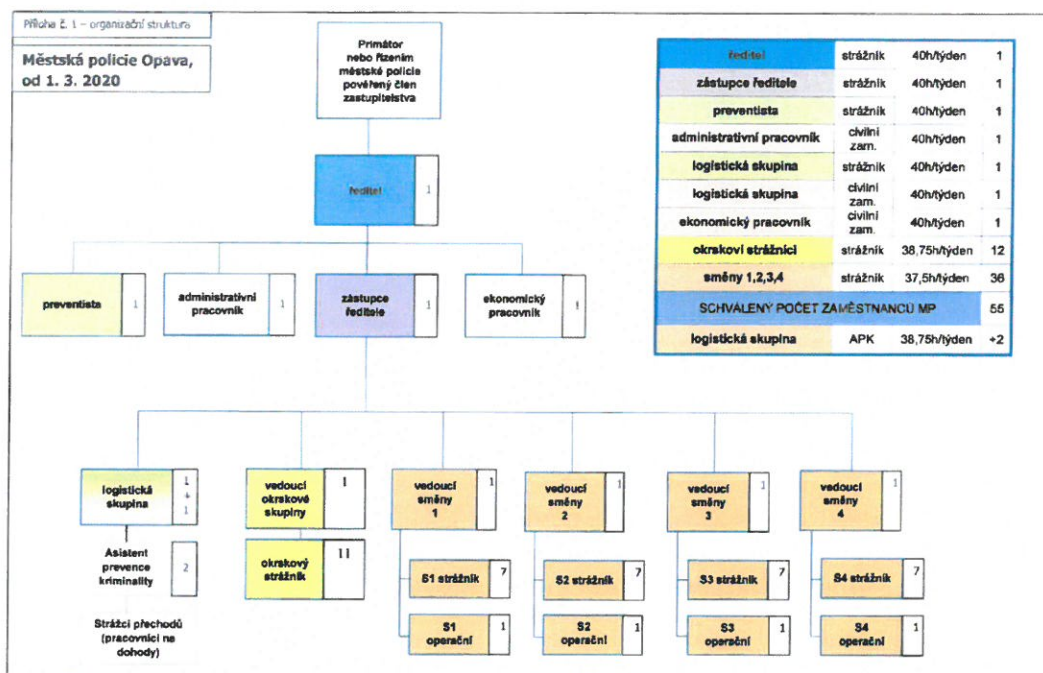 Příloha č. 1 – organizační struktura
Městská policie Opava,
od 1. 3. 2020
Primátor
nebo řízením
městské policie
pověřený člen
zastupitelstva
ředitel 1
preventista 1
administrativní
pracovník 1
zástupce
ředitele 1
ekonomický
pracovník 1
ředitel strážník 40h/týden 1
zástupce ředitele strážník 40h/týden 1
preventista strážník 40h/týden 1
administrativní pracovník civilní zam. 40h/týden 1
logistická skupina strážník 40h/týden 1
logistická skupina civilní zam. 40h/týden 1
ekonomický pracovník civilní zam. 40h/týden 1
okrskoví strážníci strážník 38,75h/týden 12
směny 1,2,3,4 strážník 37,5h/týden 36
SCHVÁLENÝ POČET ZAMĚSTNANCŮ MP 55
logistická skupina APK 38,75h/týden +2
logistická
skupina
1
+
1
Asistent
prevence
kriminality
2
Strážci přechodů
(pracovníci na
dohody)
vedoucí
okrskové
skupiny
1
okrskový
strážník
11
vedoucí
směny
1
1
S1 strážník 7
S1
operační 1
vedoucí
směny
2
1
S2 strážník 7
S2
operační 1
vedoucí
směny
3
1
S3 strážník 7
S3
operační 1
vedoucí
směny
4
1
S4 strážník 7
S4
operační 1